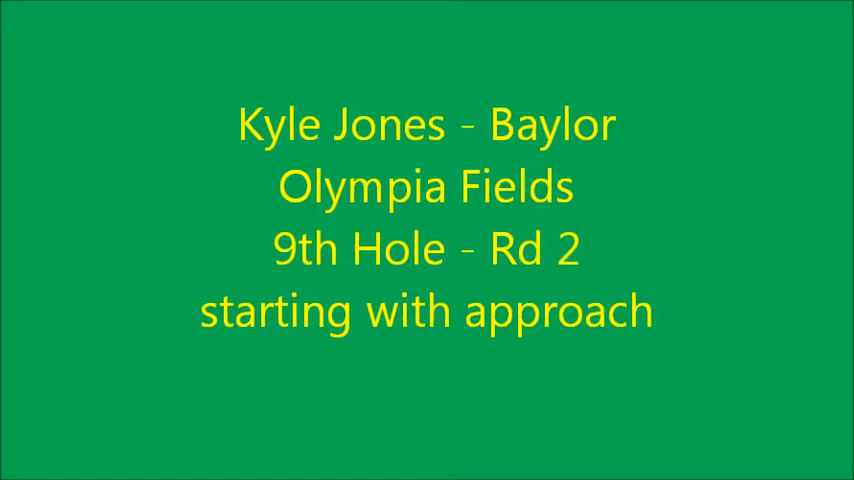 Kyle Jones - Baylor
Olympia Fields
9th Hole - Rd 2
starting with approach